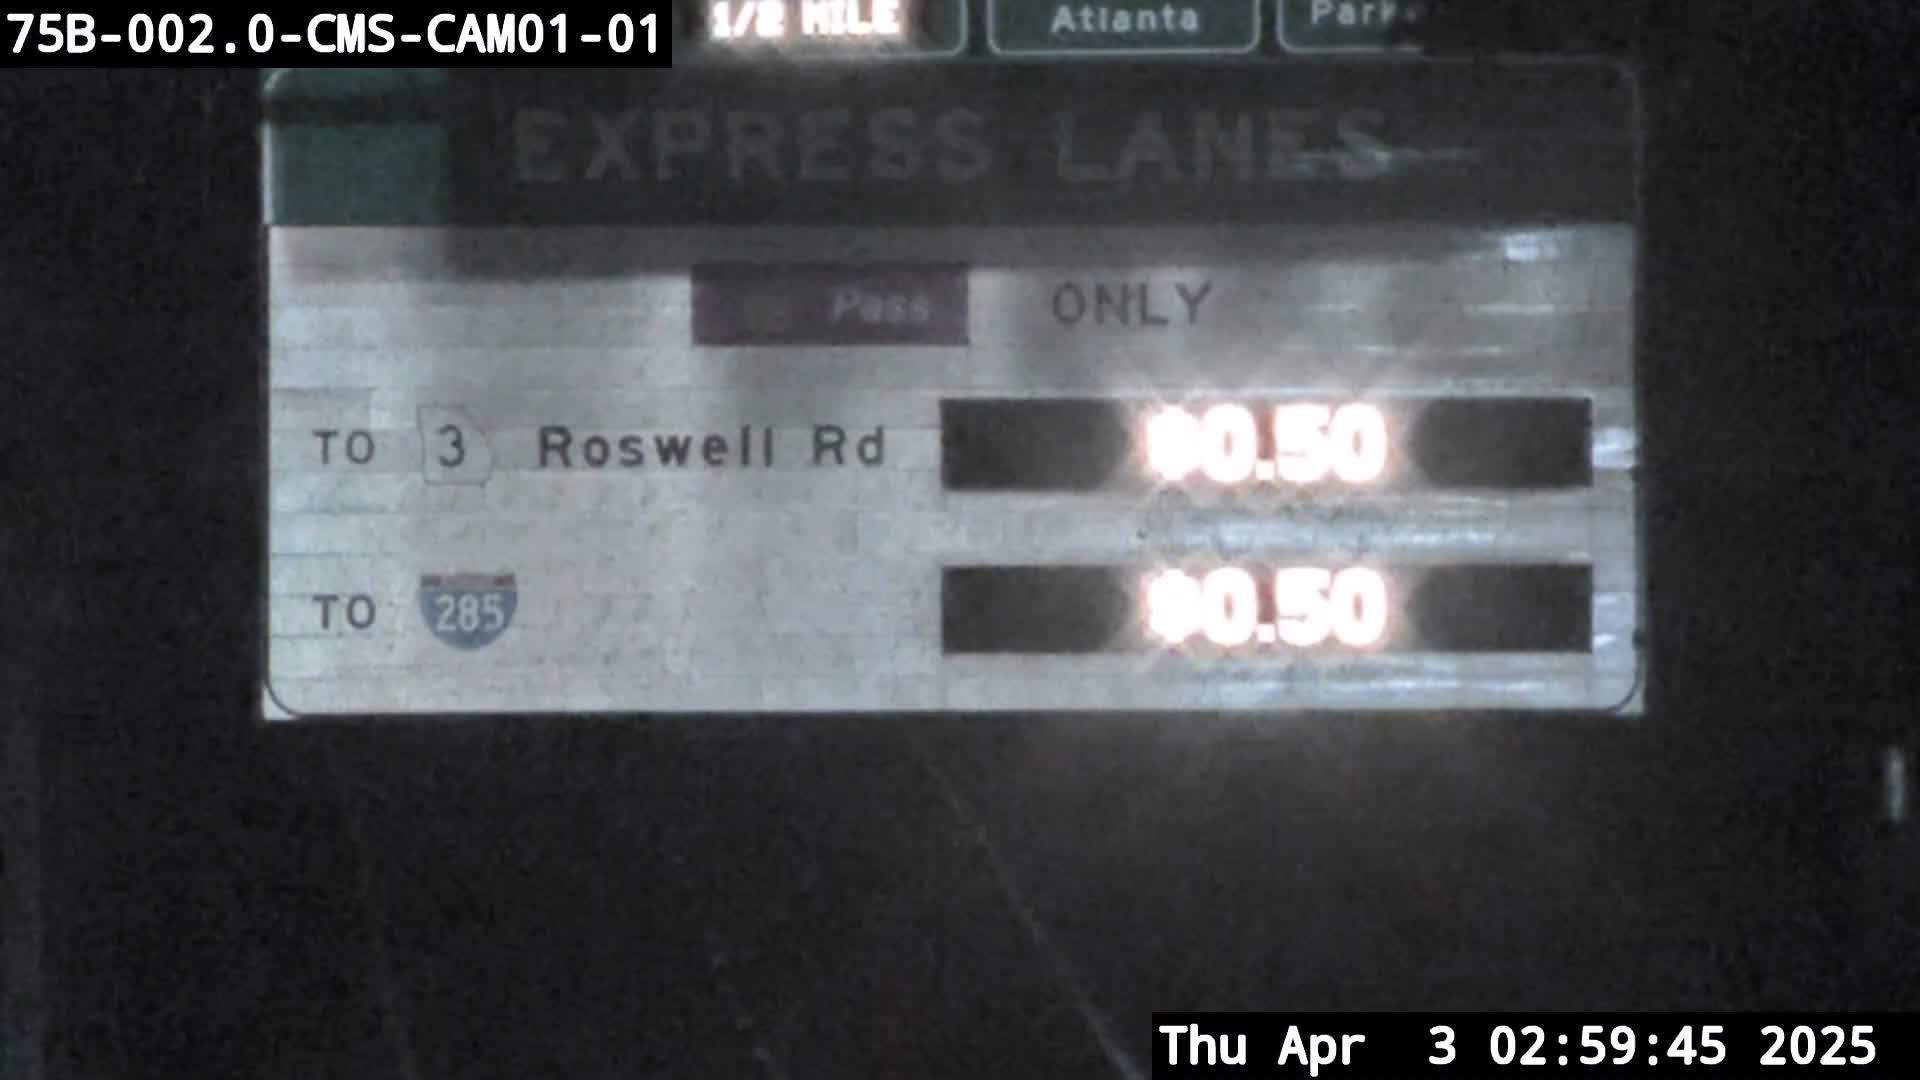 75B-002.0-CMS-CAM01-01
1/2 MILE
Atlanta
EXPRESS LANES
Pass ONLY
TO 3 Roswell Rd $0.50
TO 285 $0.50
Thu Apr 3 02:59:45 2025